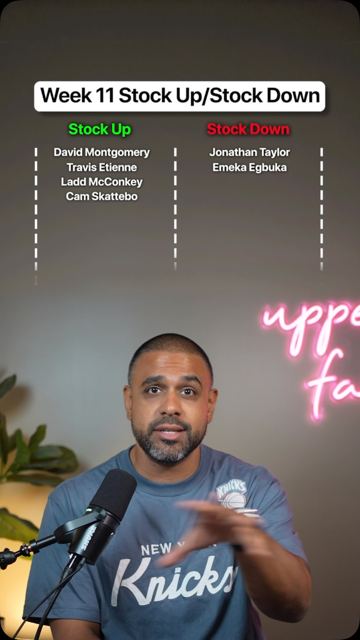 Week 11 Stock Up/Stock Down
Stock Up
Stock Down
David Montgomery
Travis Etienne
Ladd McConkey
Cam Skattebo
Jonathan Taylor
Emeka Egbuka
uppe
fa
KNICKS
NEW
Knicks